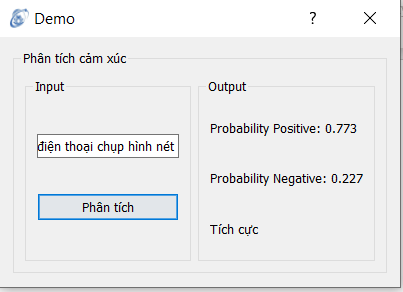 Demo
?
Phân tích cảm xúc
Input
điện thoại chụp hình nét
Phân tích
Output
Probability Positive: 0.773
Probability Negative: 0.227
Tích cực